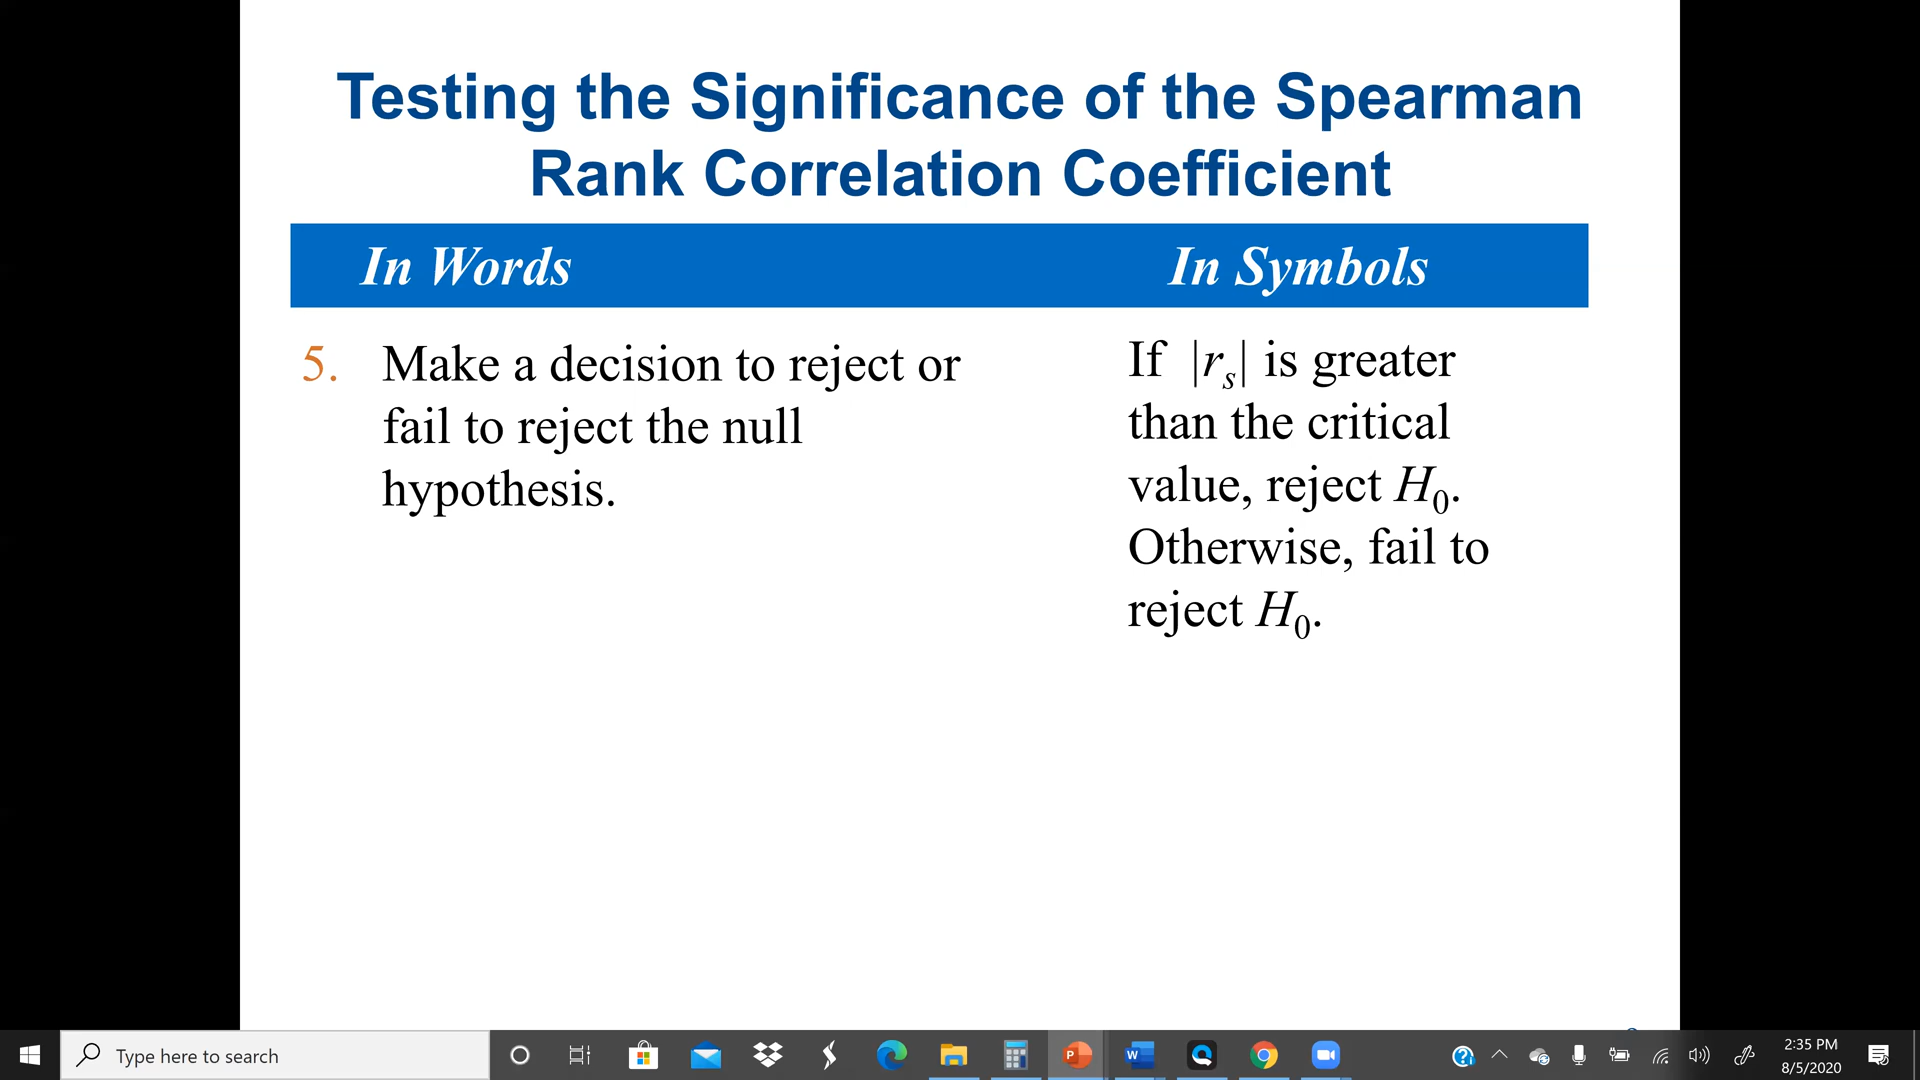 Testing the Significance of the Spearman
Rank Correlation Coefficient
In Words
In Symbols
5. Make a decision to reject or
fail to reject the null
hypothesis.
If |rₛ| is greater
than the critical
value, reject H₀.
Otherwise, fail to
reject H₀.
Type here to search
2:35 PM
8/5/2020